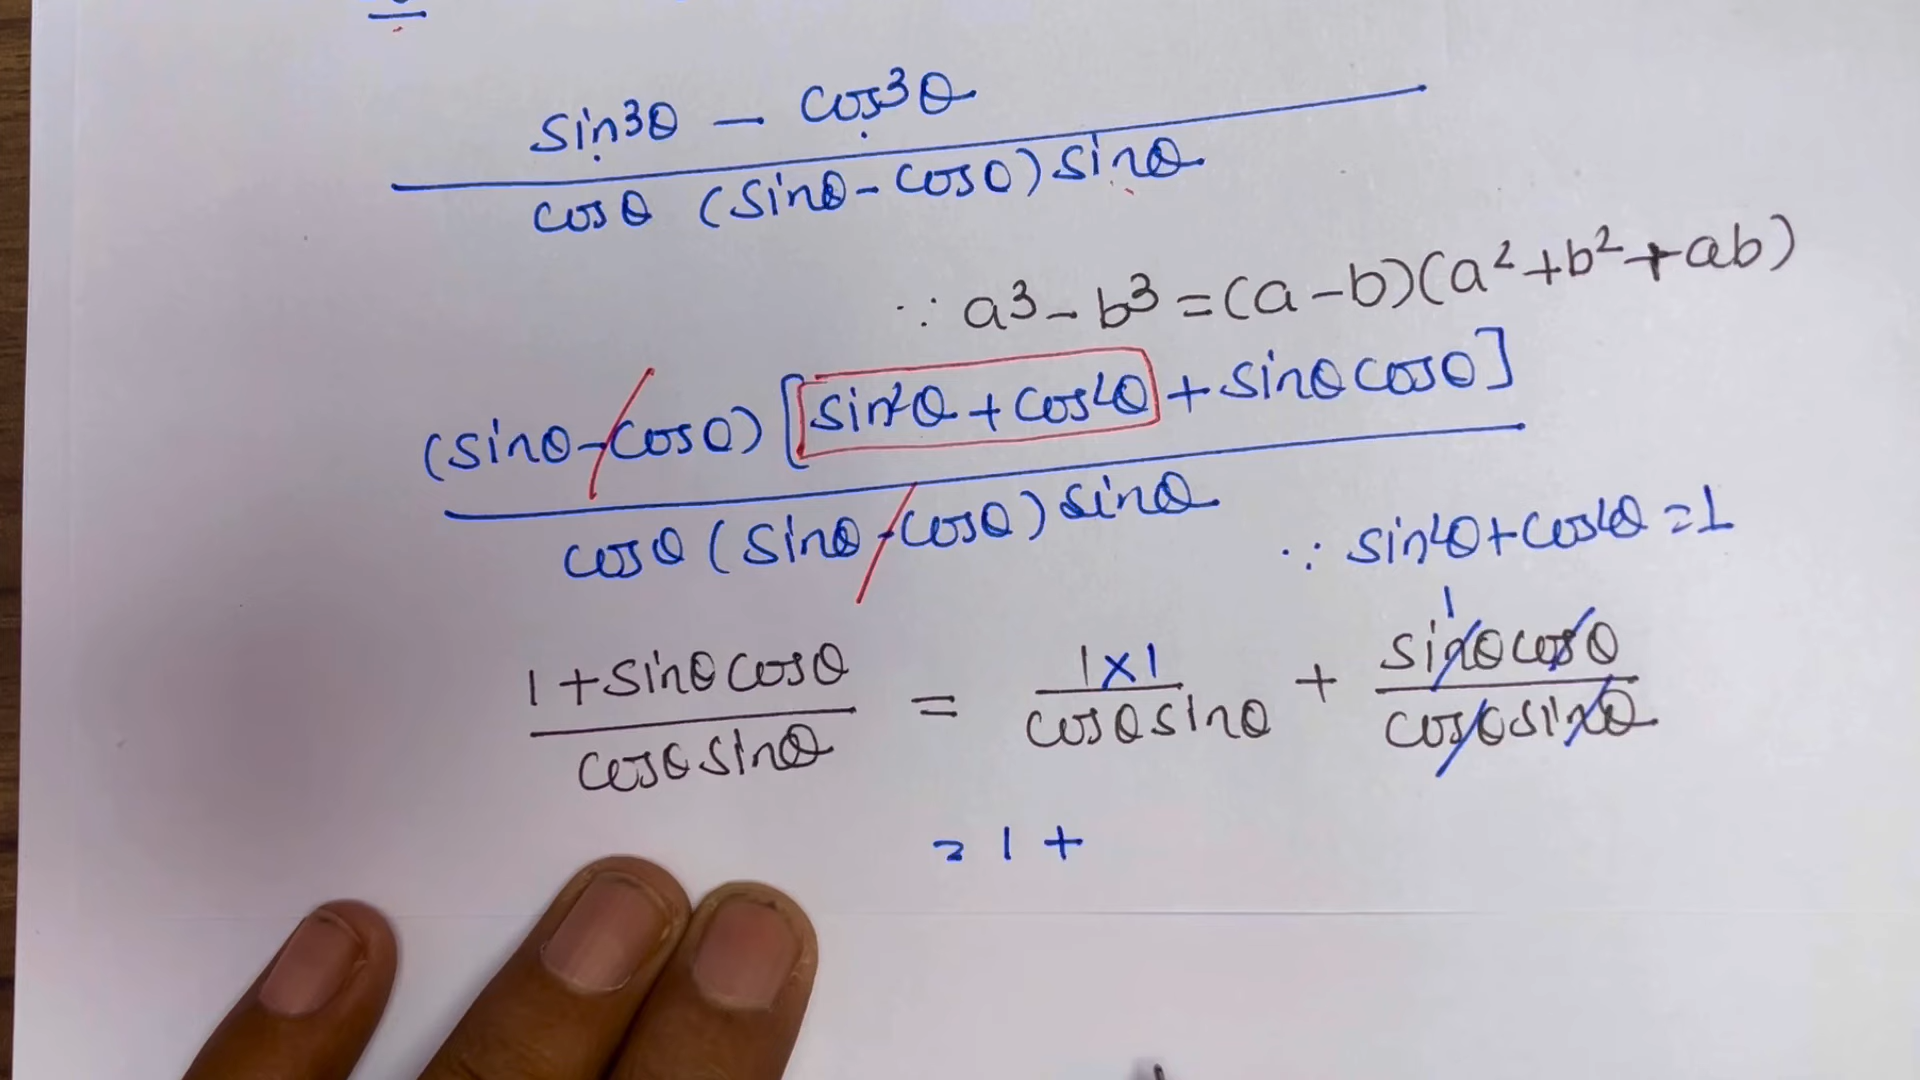 sin³θ - cos³θ
cosθ (sinθ - cosθ) sinθ
∵ a³ - b³ = (a - b)(a² + b² + ab)
(sinθ - cosθ) [sin²θ + cos²θ + sinθ cosθ]
cosθ (sinθ - cosθ) sinθ
∵ sin²θ + cos²θ = 1
1
1 + sinθ cosθ = 1 × 1 + sinθ cosθ
cosθ sinθ cosθ sinθ cosθ sinθ
= 1 +